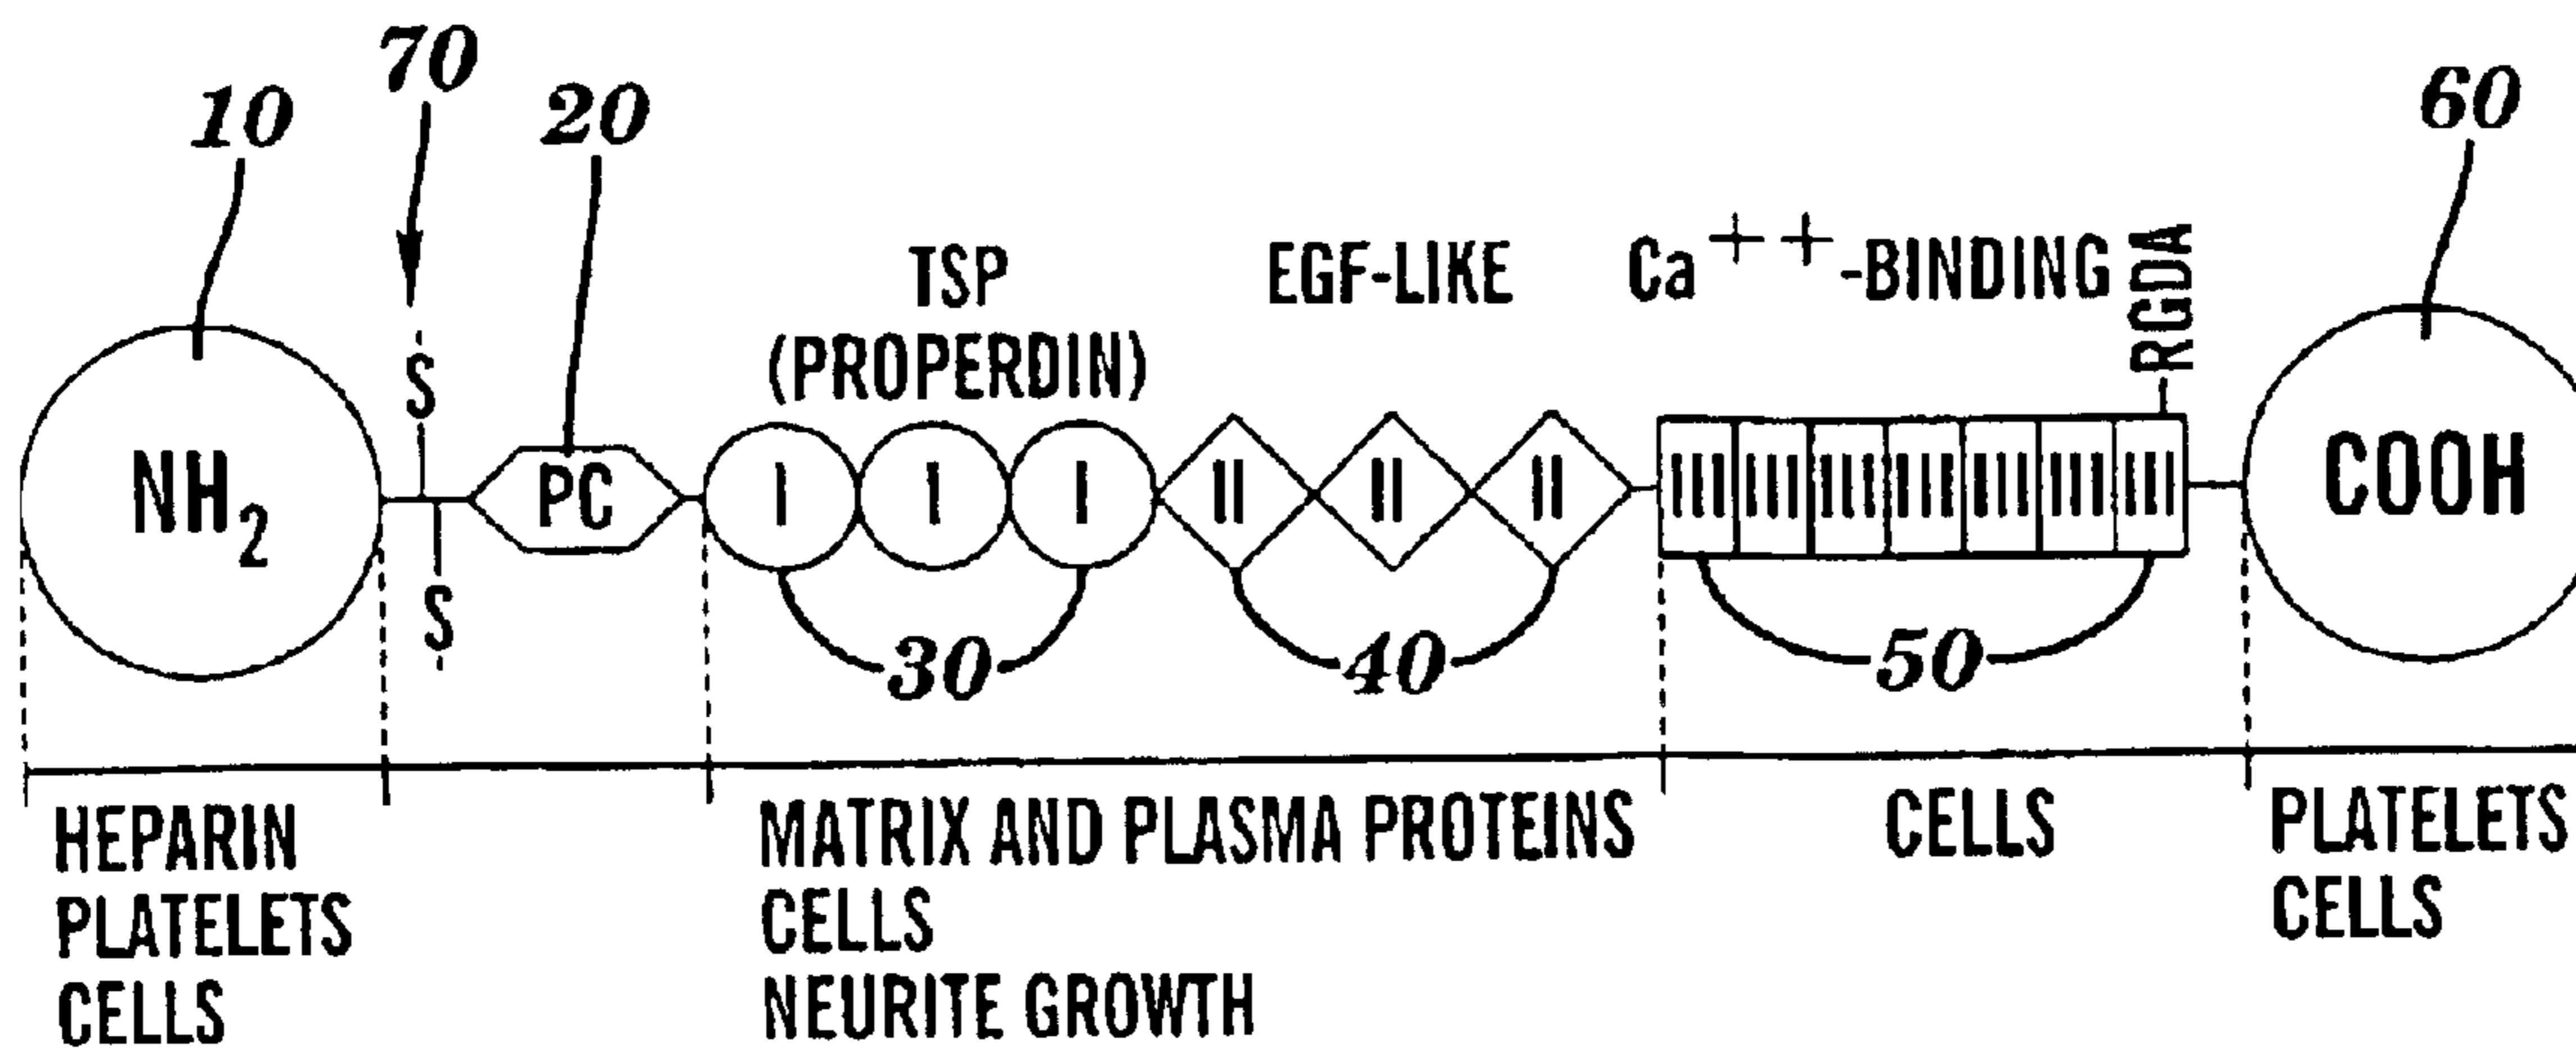 70
10
20
60
TSP
(PROPERDIN)
EGF-LIKE
Ca++-BINDING
RGDA
S
S
NH2
PC
I I I
II II II
III III III III III III III
COOH
30
40
50
HEPARIN
PLATELETS
CELLS
MATRIX AND PLASMA PROTEINS
CELLS
NEURITE GROWTH
CELLS
PLATELETS
CELLS